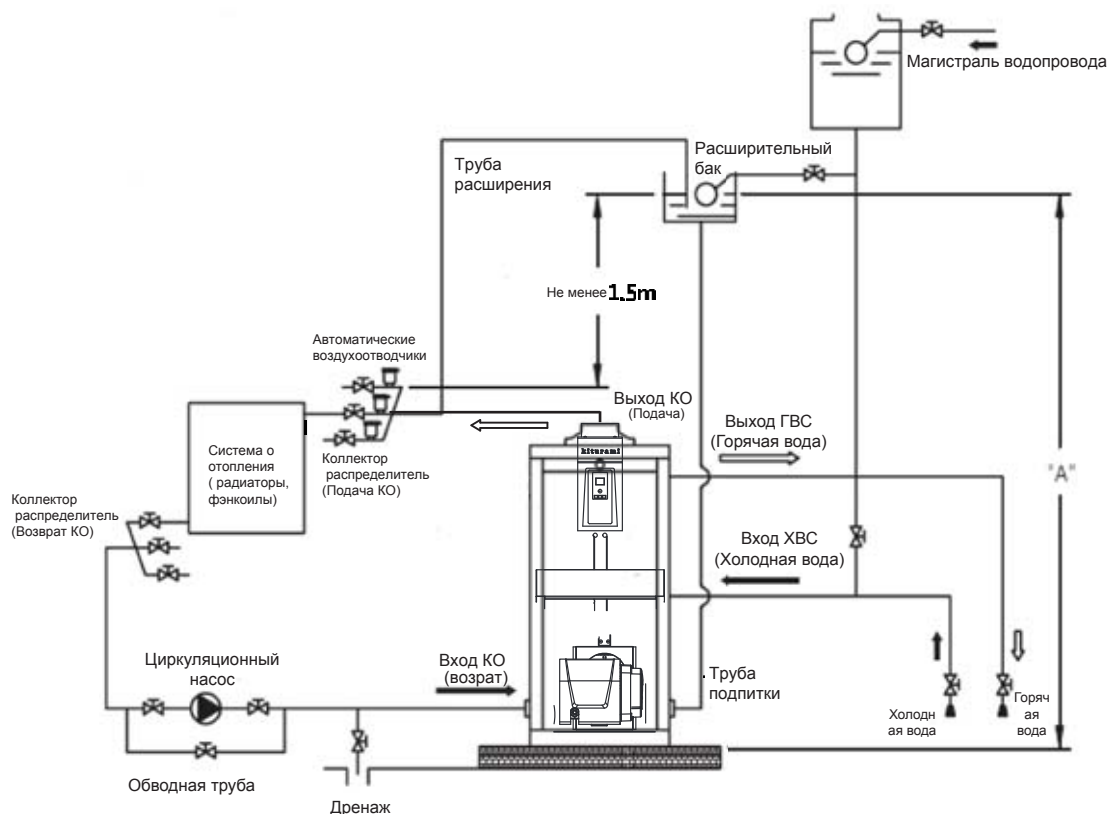 Магистраль водопровода
Расширительный
бак
Труба
расширения
Не менее 1.5m
Автоматические
воздухоотводчики
Выход КО
(Подача)
Выход ГВС
(Горячая вода)
kiturami
Система о
отопления
( радиаторы,
фэнкоилы)
Коллектор
распределитель
(Подача КО)
"А"
Коллектор
распределитель
(Возврат КО)
Вход ХВС
(Холодная вода)
Циркуляционный
насос
Вход КО
(возрат)
Труба
подпитки
Холодн
ая вода
Горяч
ая
вода
Обводная труба
Дренаж